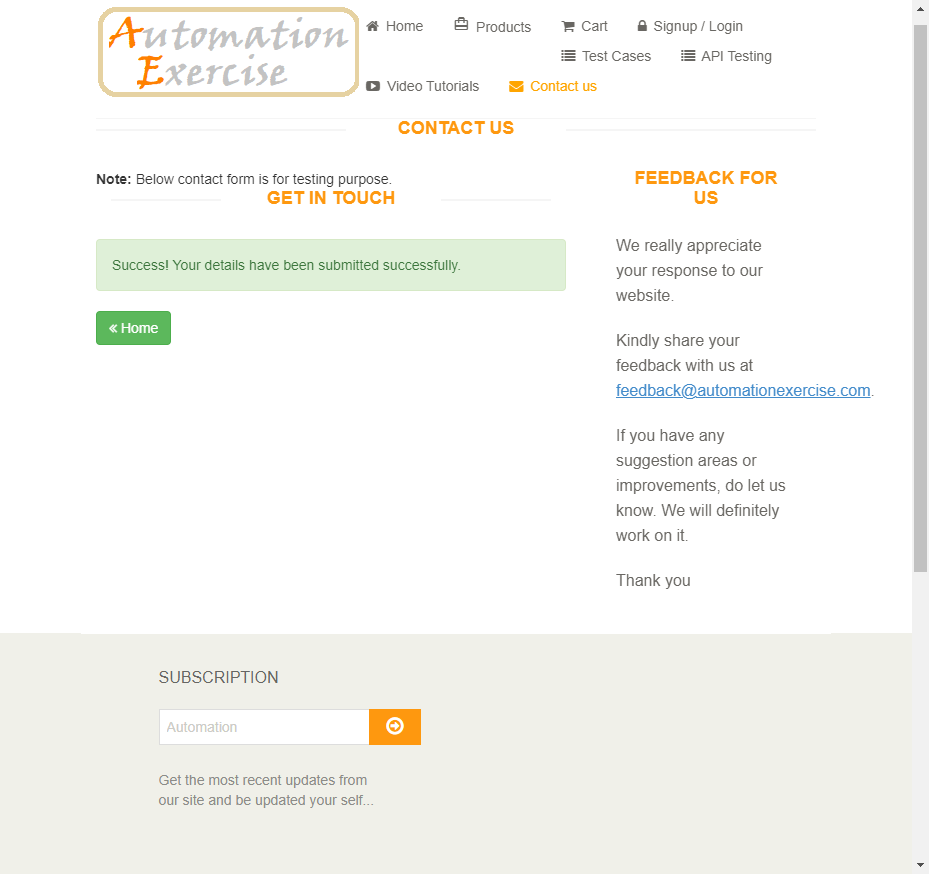 Automation
Exercise
Home Products Cart Signup / Login
Test Cases API Testing
Video Tutorials Contact us
CONTACT US
Note: Below contact form is for testing purpose.
GET IN TOUCH
Success! Your details have been submitted successfully.
« Home
FEEDBACK FOR
US
We really appreciate
your response to our
website.
Kindly share your
feedback with us at
feedback@automationexercise.com.
If you have any
suggestion areas or
improvements, do let us
know. We will definitely
work on it.
Thank you
SUBSCRIPTION
Automation
Get the most recent updates from
our site and be updated your self...